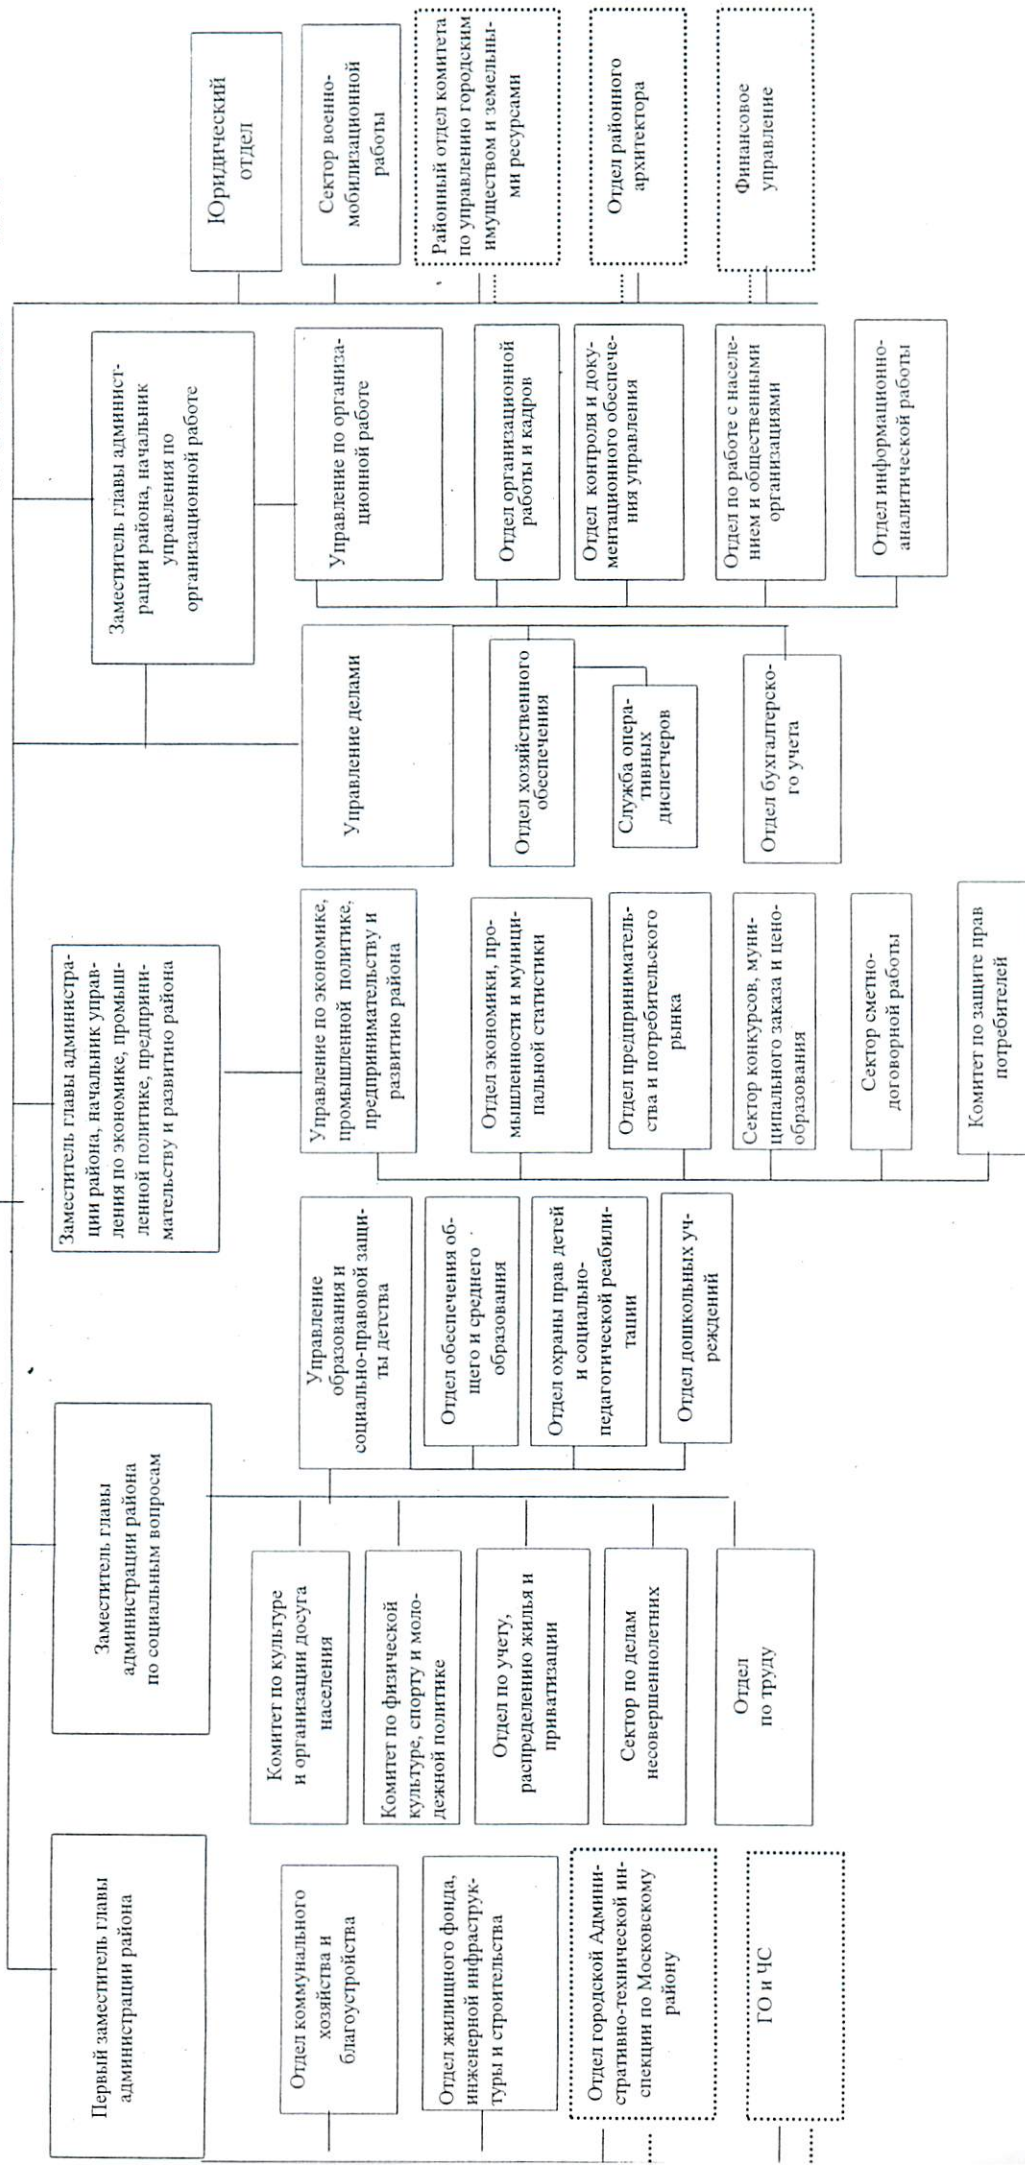 Первый заместитель главы
администрации района
Заместитель главы
администрации района
по социальным вопросам
Заместитель главы администра-
ции района, начальник управ-
ления по экономике, промыш-
ленной политике, предприни-
мательству и развитию района
Заместитель главы админист-
рации района, начальник
управления по
организационной работе
Отдел коммунального
хозяйства и
благоустройства
Отдел жилищного фонда,
инженерной инфраструк-
туры и строительства
Отдел городской Админи-
стративно-технической ин-
спекции по Московскому
району
ГО и ЧС
Комитет по культуре
и организации досуга
населения
Комитет по физической
культуре, спорту и моло-
дежной политике
Отдел по учету,
распределению жилья и
приватизации
Сектор по делам
несовершеннолетних
Отдел
по труду
Управление
образования и
социально-правовой защи-
ты детства
Отдел обеспечения об-
щего и среднего
образования
Отдел охраны прав детей
и социально-
педагогической реабили-
тации
Отдел дошкольных уч-
реждений
Управление по экономике,
промышленной политике,
предпринимательству и
развитию района
Отдел экономики, про-
мышленности и муници-
пальной статистики
Отдел предприниматель-
ства и потребительского
рынка
Сектор конкурсов, муни-
ципального заказа и цено-
образования
Сектор сметно-
договорной работы
Комитет по защите прав
потребителей
Управление делами
Отдел хозяйственного
обеспечения
Служба опера-
тивных
диспетчеров
Отдел бухгалтерско-
го учета
Управление по организа-
ционной работе
Отдел организационной
работы и кадров
Отдел контроля и доку-
ментационного обеспече-
ния управления
Отдел по работе с населе-
нием и общественными
организациями
Отдел информационно-
аналитической работы
Юридический
отдел
Сектор военно-
мобилизационной
работы
Районный отдел комитета
по управлению городским
имуществом и земельны-
ми ресурсами
Отдел районного
архитектора
Финансовое
управление